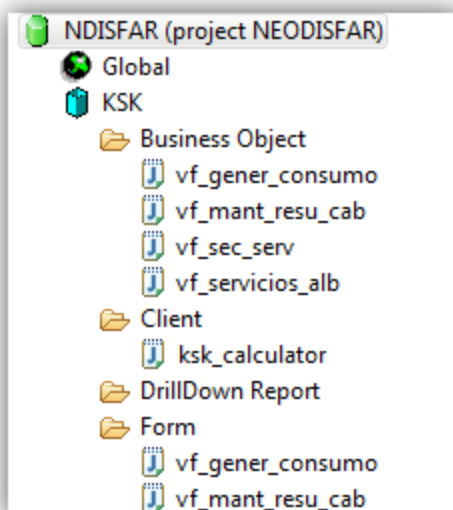 NDISFAR (project NEODISFAR)
Global
KSK
Business Object
vf_gener_consumo
vf_mant_resu_cab
vf_sec_serv
vf_servicios_alb
Client
ksk_calculator
DrillDown Report
Form
vf_gener_consumo
vf_mant_resu_cab